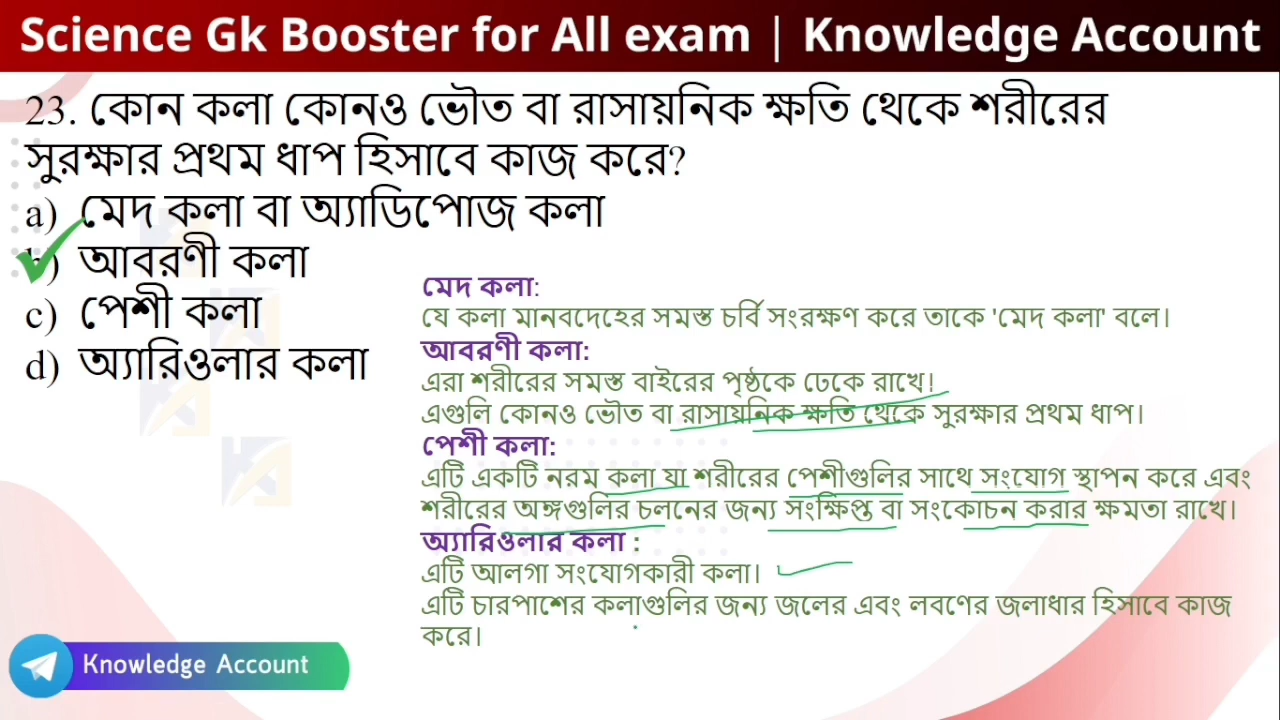 Science Gk Booster for All exam | Knowledge Account
23. কোন কলা কোনও ভৌত বা রাসায়নিক ক্ষতি থেকে শরীরের
সুরক্ষার প্রথম ধাপ হিসাবে কাজ করে?
a) মেদ কলা বা অ্যাডিপোজ কলা
b) আবরণী কলা
c) পেশী কলা
d) অ্যারিওলার কলা
মেদ কলা:
যে কলা মানবদেহের সমস্ত চর্বি সংরক্ষণ করে তাকে 'মেদ কলা' বলে।
আবরণী কলা:
এরা শরীরের সমস্ত বাইরের পৃষ্ঠকে ঢেকে রাখে!
এগুলি কোনও ভৌত বা রাসায়নিক ক্ষতি থেকে সুরক্ষার প্রথম ধাপ।
পেশী কলা:
এটি একটি নরম কলা যা শরীরের পেশীগুলির সাথে সংযোগ স্থাপন করে এবং
শরীরের অঙ্গগুলির চলনের জন্য সংক্ষিপ্ত বা সংকোচন করার ক্ষমতা রাখে।
অ্যারিওলার কলা :
এটি আলগা সংযোগকারী কলা।
এটি চারপাশের কলাগুলির জন্য জলের এবং লবণের জলাধার হিসাবে কাজ
করে।
Knowledge Account